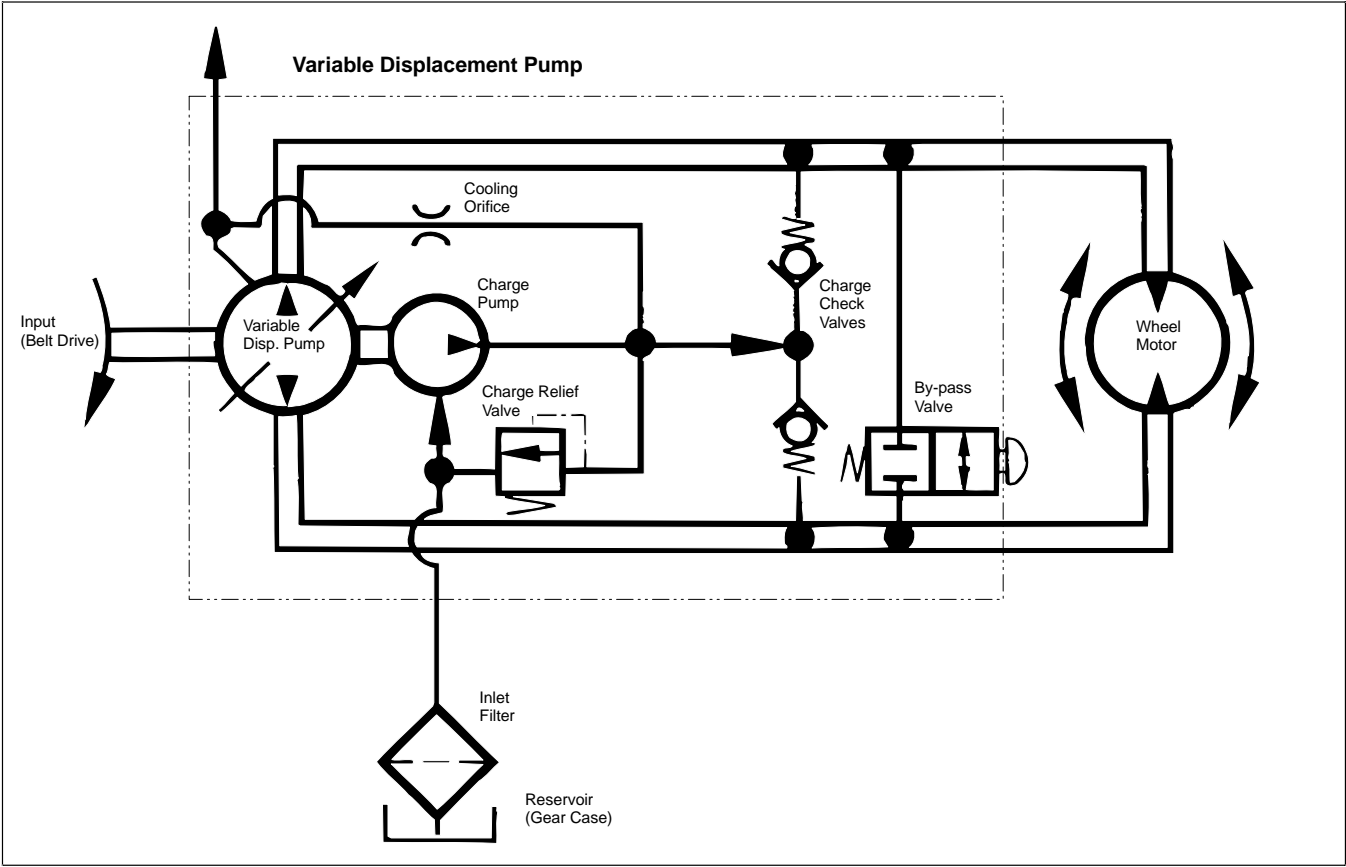 Variable Displacement Pump
Cooling
Orifice
Charge
Pump
Charge
Check
Valves
Input
(Belt Drive)
Variable
Disp. Pump
Wheel
Motor
Charge Relief
Valve
By-pass
Valve
Inlet
Filter
Reservoir
(Gear Case)